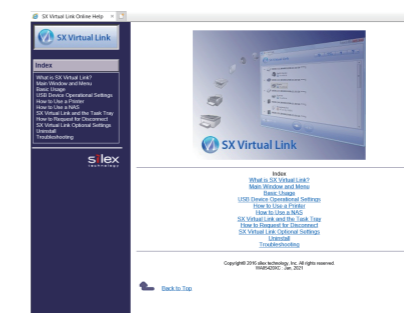 SX Virtual Link Online Help
SX Virtual Link
Index
What is SX Virtual Link?
Main Window and Menu
Basic Usage
USB Device Operational Settings
How to Use a Printer
How to Use a NAS
SX Virtual Link and the Task Tray
How to Request for Disconnect
SX Virtual Link Optional Settings
Uninstall
Troubleshooting
silex
technology
SX Virtual Link
Index
What is SX Virtual Link?
Main Window and Menu
Basic Usage
USB Device Operational Settings
How to Use a Printer
How to Use a NAS
SX Virtual Link and the Task Tray
How to Request for Disconnect
SX Virtual Link Optional Settings
Uninstall
Troubleshooting
Copyright© 2016 silex technology, Inc. All rights reserved.
Jan, 2021
Back to Top